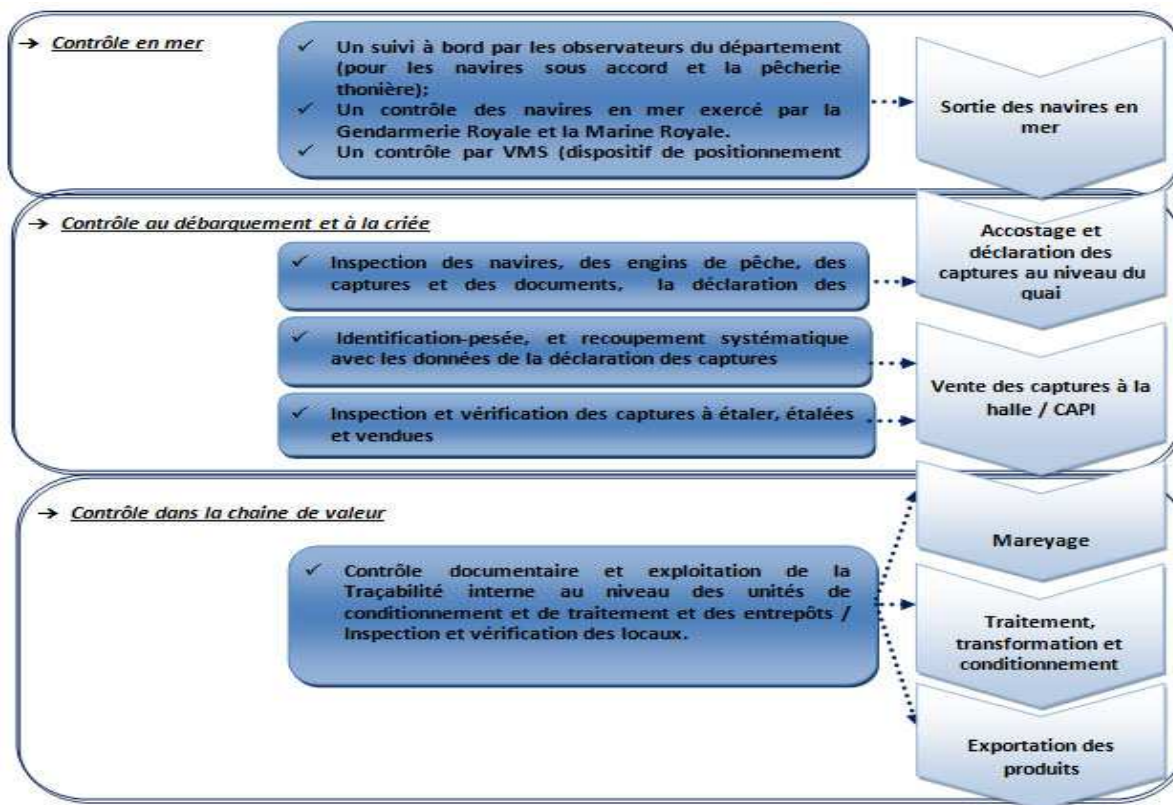 → Contrôle en mer
✓ Un suivi à bord par les observateurs du département
(pour les navires sous accord et la pêcherie
thonière);
✓ Un contrôle des navires en mer exercé par la
Gendarmerie Royale et la Marine Royale.
✓ Un contrôle par VMS (dispositif de positionnement
Sortie des navires en
mer
→ Contrôle au débarquement et à la criée
✓ Inspection des navires, des engins de pêche, des
captures et des documents, la déclaration des
Accostage et
déclaration des
captures au niveau du
quai
✓ Identification-pesée, et recoupement systématique
avec les données de la déclaration des captures
✓ Inspection et vérification des captures à étaler, étalées
et vendues
Vente des captures à la
halle / CAPI
→ Contrôle dans la chaîne de valeur
✓ Contrôle documentaire et exploitation de la
Traçabilité interne au niveau des unités de
conditionnement et de traitement et des entrepôts /
Inspection et vérification des locaux.
Mareyage
Traitement,
transformation et
conditionnement
Exportation des
produits